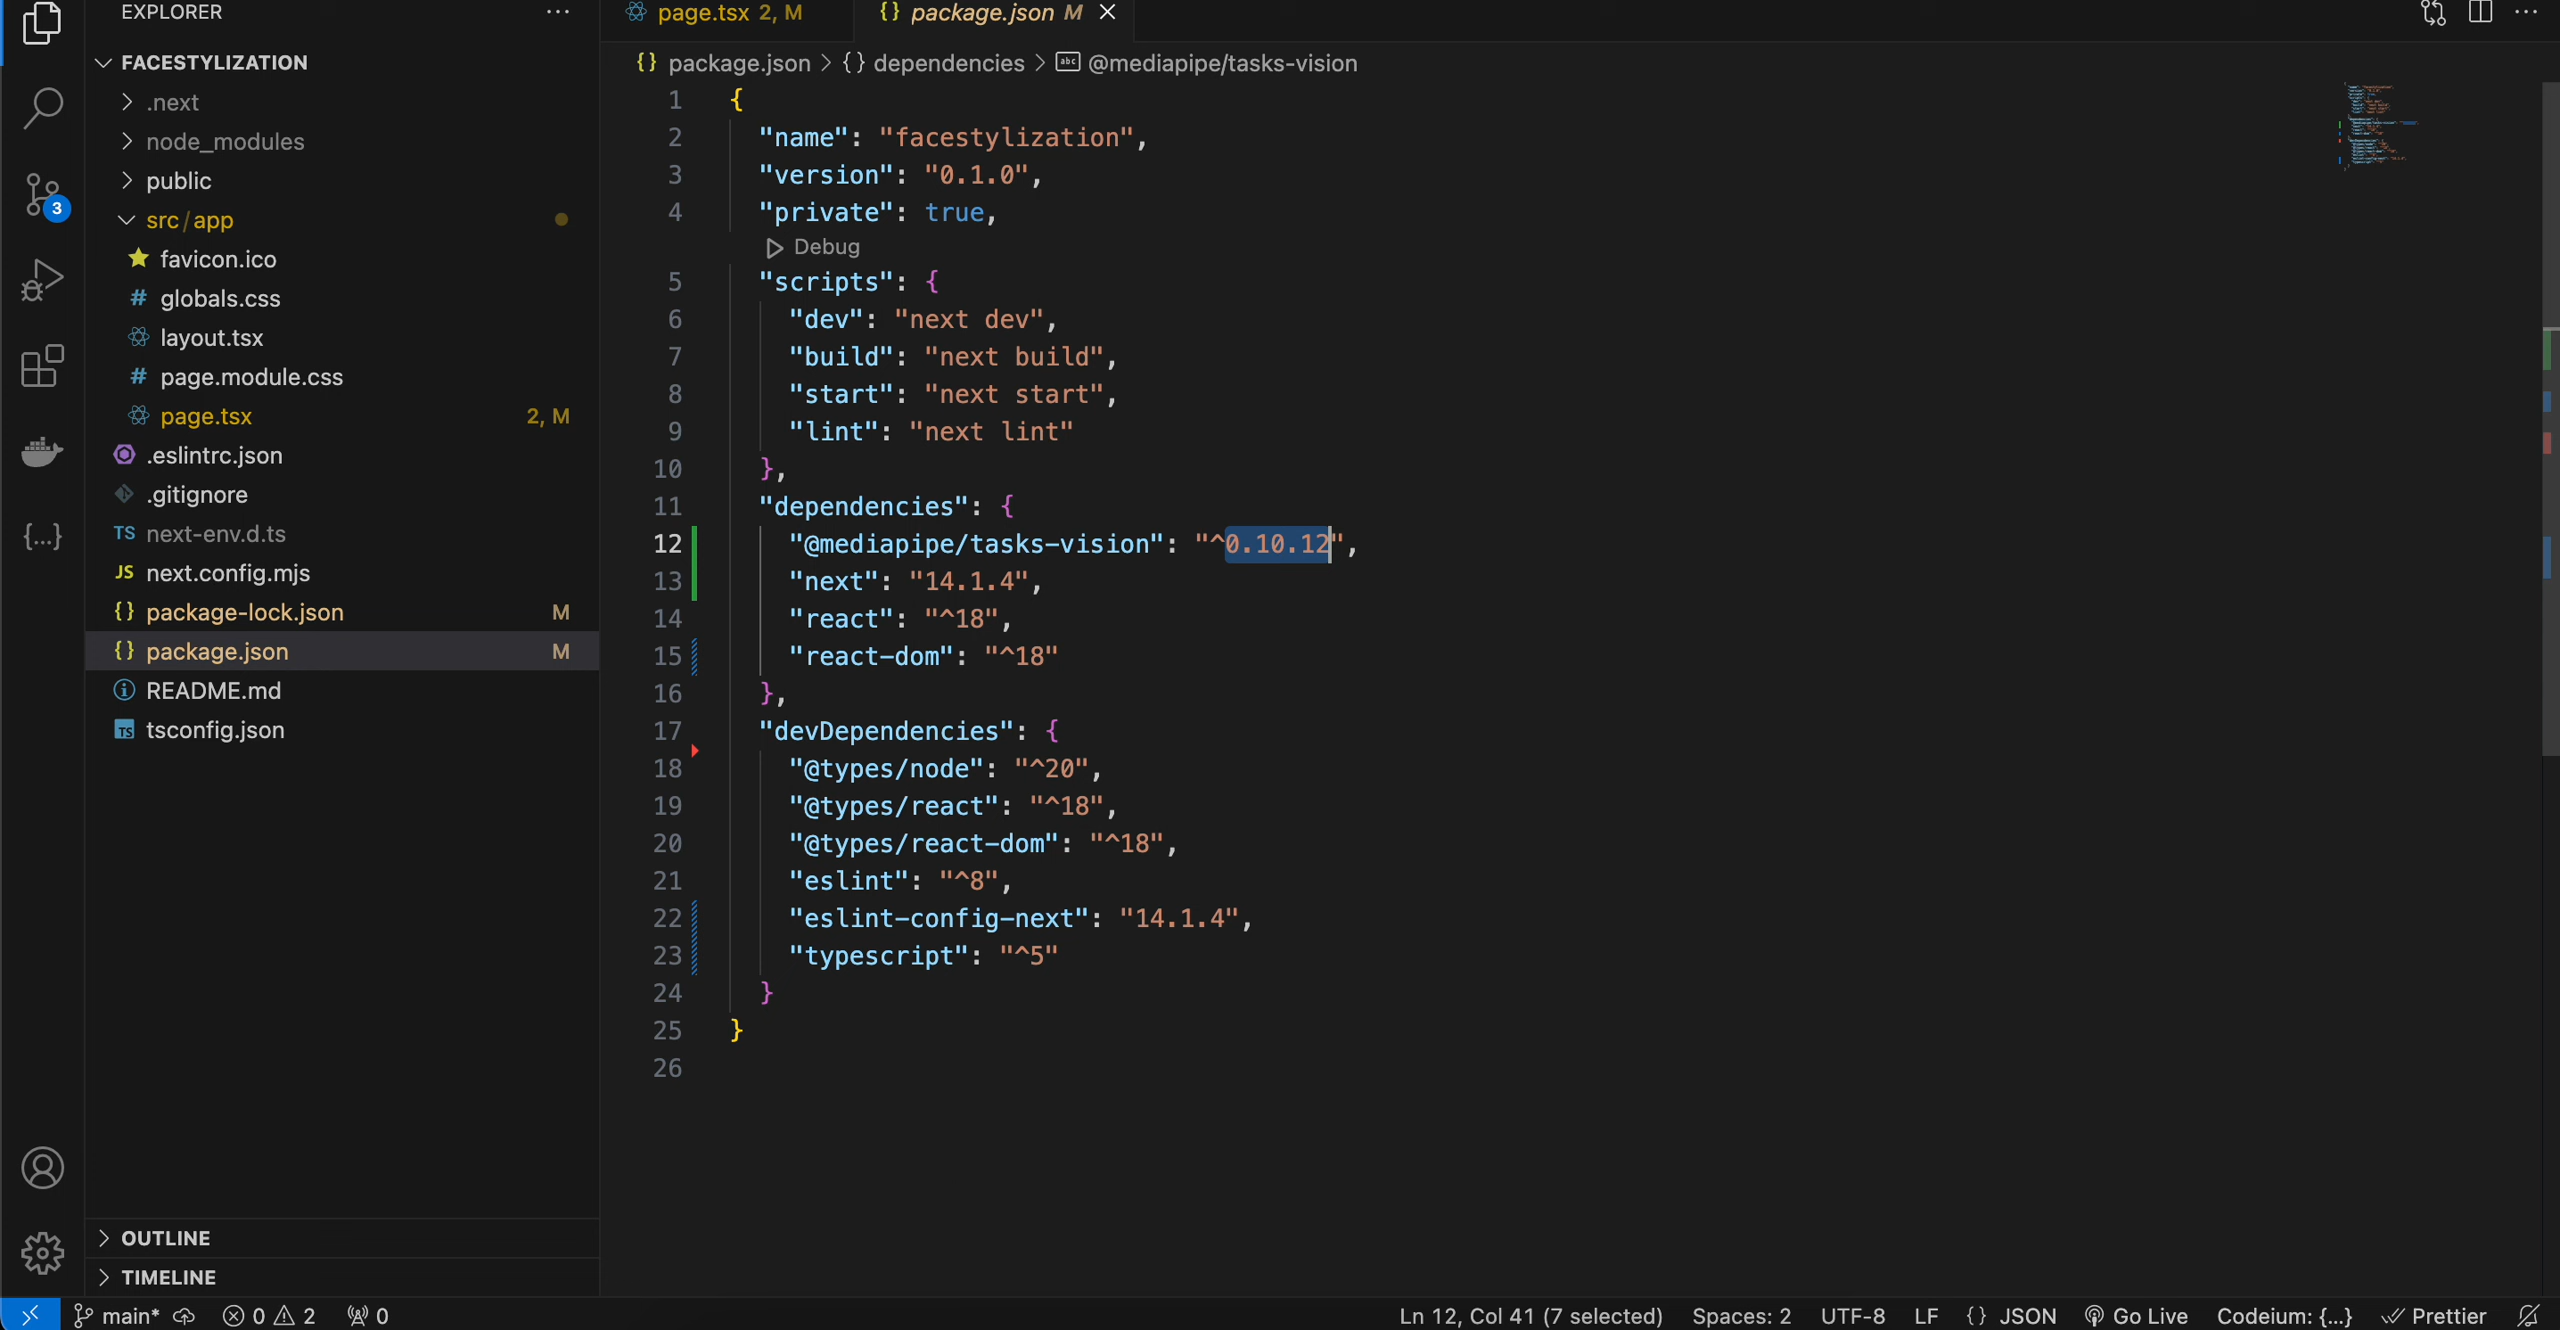 EXPLORER
FACESTYLIZATION
.next
node_modules
public
src/app
favicon.ico
# globals.css
layout.tsx
# page.module.css
page.tsx 2, M
.eslintrc.json
.gitignore
TS next-env.d.ts
JS next.config.mjs
{} package-lock.json M
{} package.json M
README.md
TS tsconfig.json
OUTLINE
TIMELINE
3
page.tsx 2, M
{} package.json M
{} package.json > {} dependencies > abc @mediapipe/tasks-vision
1 {
2 "name": "facestylization",
3 "version": "0.1.0",
4 "private": true,
Debug
5 "scripts": {
6 "dev": "next dev",
7 "build": "next build",
8 "start": "next start",
9 "lint": "next lint"
10 },
11 "dependencies": {
12 "@mediapipe/tasks-vision": "^0.10.12",
13 "next": "14.1.4",
14 "react": "^18",
15 "react-dom": "^18"
16 },
17 "devDependencies": {
18 "@types/node": "^20",
19 "@types/react": "^18",
20 "@types/react-dom": "^18",
21 "eslint": "^8",
22 "eslint-config-next": "14.1.4",
23 "typescript": "^5"
24 }
25 }
26
main* 0 2 0 Ln 12, Col 41 (7 selected) Spaces: 2 UTF-8 LF {} JSON Go Live Codeium: {...} Prettier